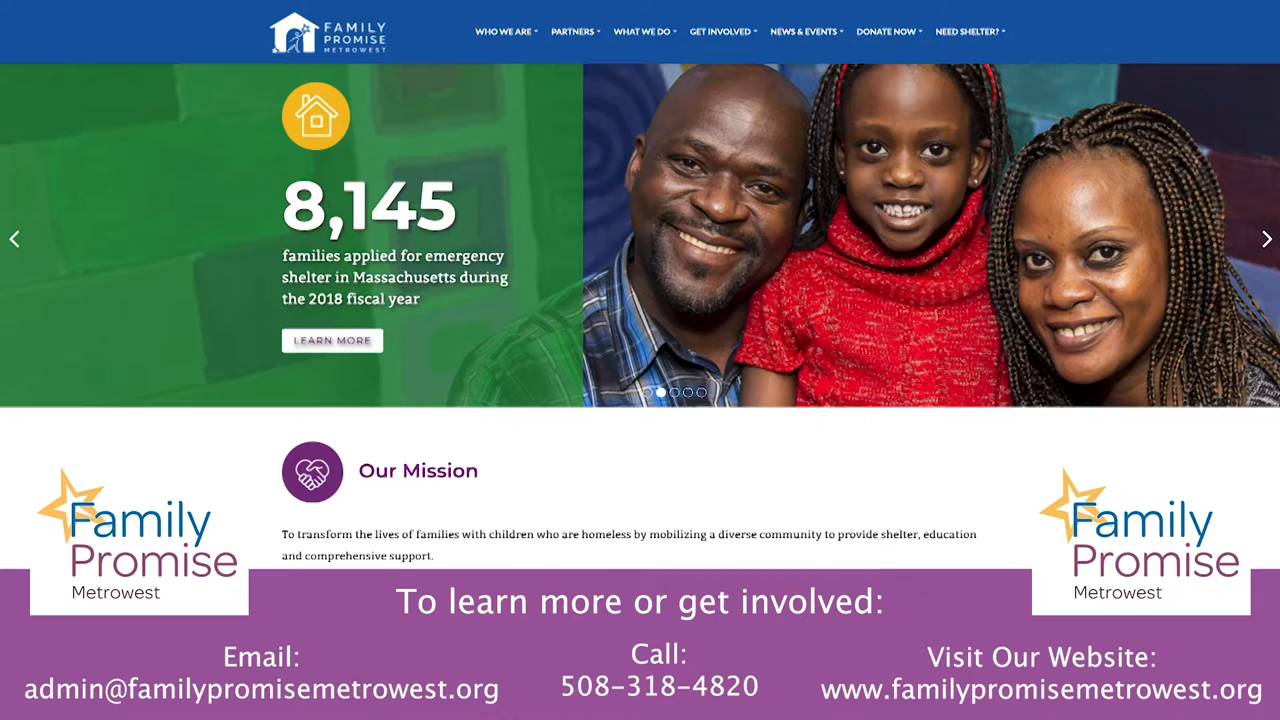 FAMILY
PROMISE
METROWEST
WHO WE ARE PARTNERS WHAT WE DO GET INVOLVED NEWS & EVENTS DONATE NOW NEED SHELTER?
8,145
families applied for emergency
shelter in Massachusetts during
the 2018 fiscal year
LEARN MORE
Our Mission
To transform the lives of families with children who are homeless by mobilizing a diverse community to provide shelter, education
and comprehensive support.
Family
Promise
Metrowest
Family
Promise
Metrowest
To learn more or get involved:
Email:
admin@familypromisemetrowest.org
Call:
508-318-4820
Visit Our Website:
www.familypromisemetrowest.org